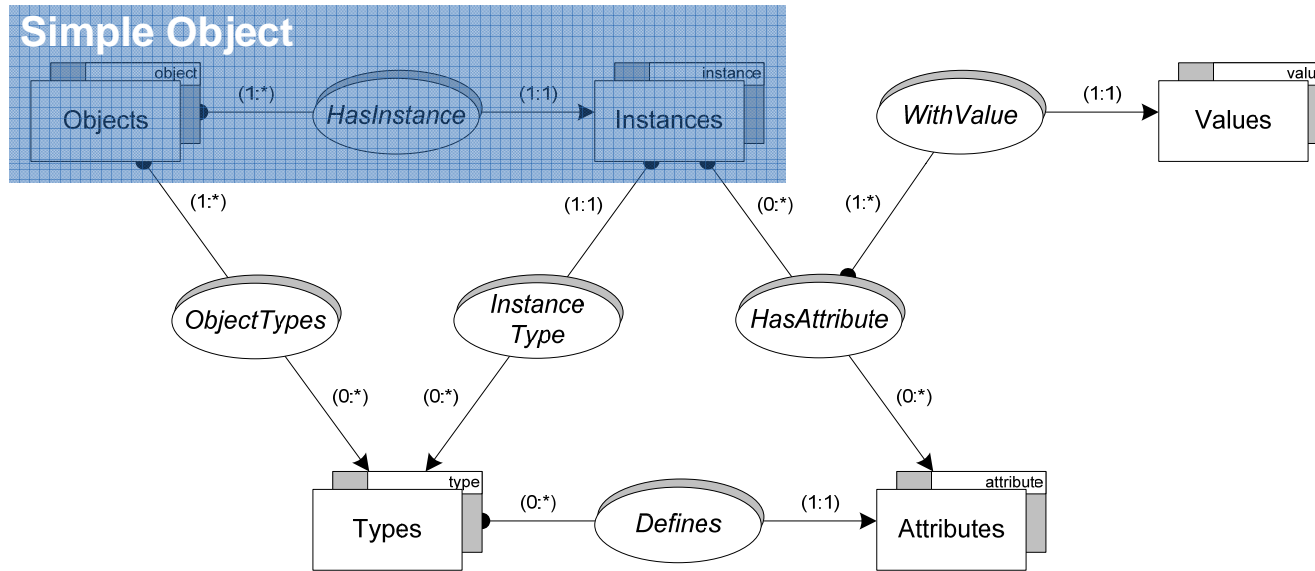 Simple Object
object
instance
valu
Objects
(1:*)
HasInstance
(1:1)
Instances
WithValue
(1:1)
Values
(1:*)
(1:1)
(0:*)
(1:*)
ObjectTypes
Instance
Type
HasAttribute
(0:*)
(0:*)
(0:*)
type
attribute
Types
(0:*)
Defines
(1:1)
Attributes